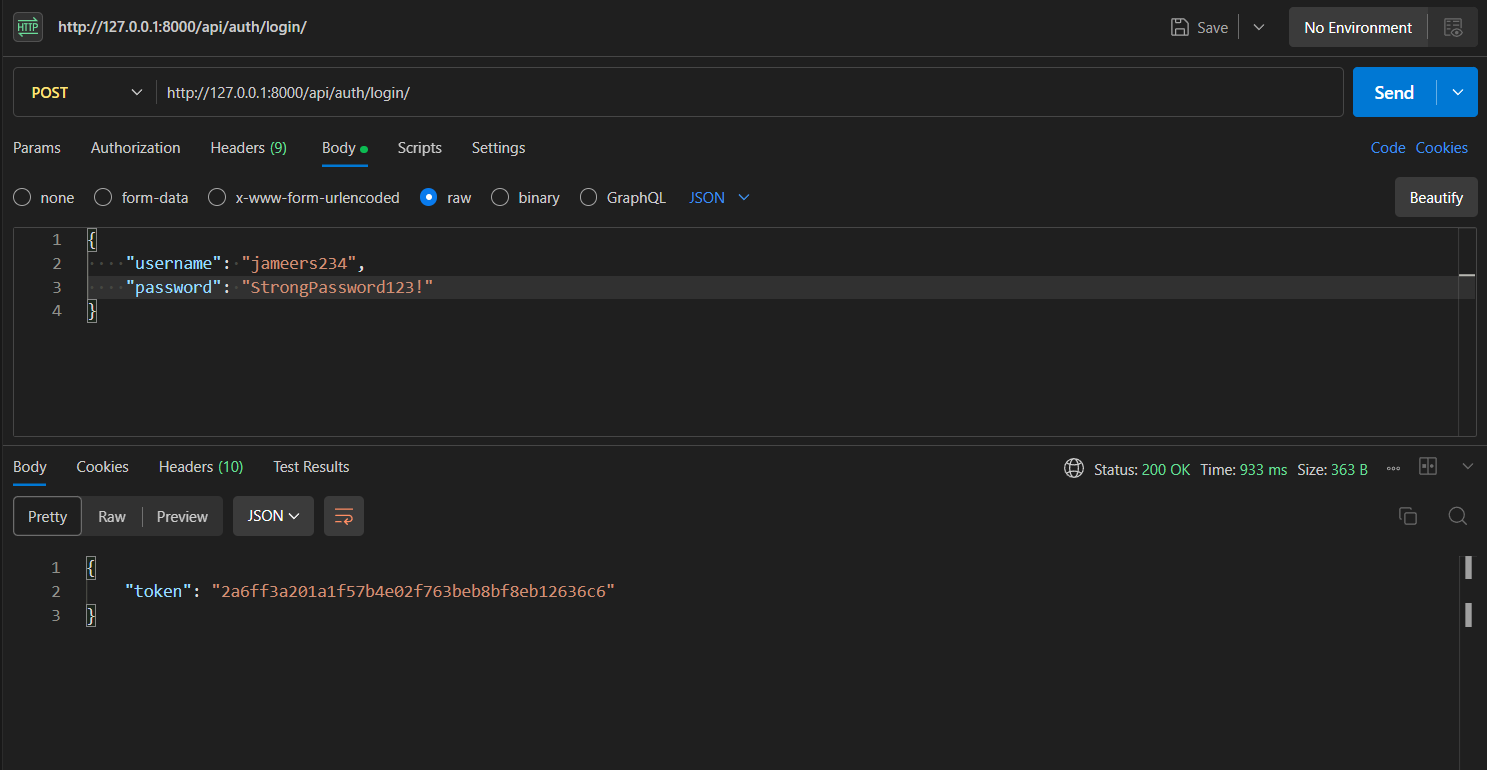 HTTP http://127.0.0.1:8000/api/auth/login/ Save No Environment
POST http://127.0.0.1:8000/api/auth/login/ Send
Params Authorization Headers (9) Body Scripts Settings Code Cookies
none form-data x-www-form-urlencoded raw binary GraphQL JSON Beautify
1 {
2 "username": "jameers234",
3 "password": "StrongPassword123!"
4 }
Body Cookies Headers (10) Test Results Status: 200 OK Time: 933 ms Size: 363 B
Pretty Raw Preview JSON
1 {
2 "token": "2a6ff3a201a1f57b4e02f763beb8bf8eb12636c6"
3 }